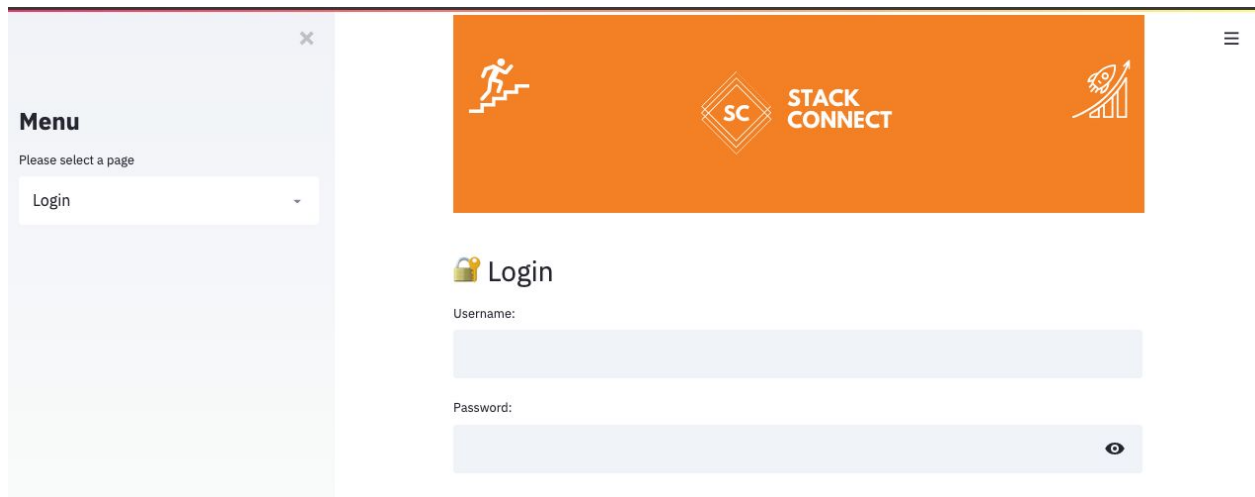 Menu
Please select a page
Login
SC
STACK
CONNECT
Login
Username:
Password: